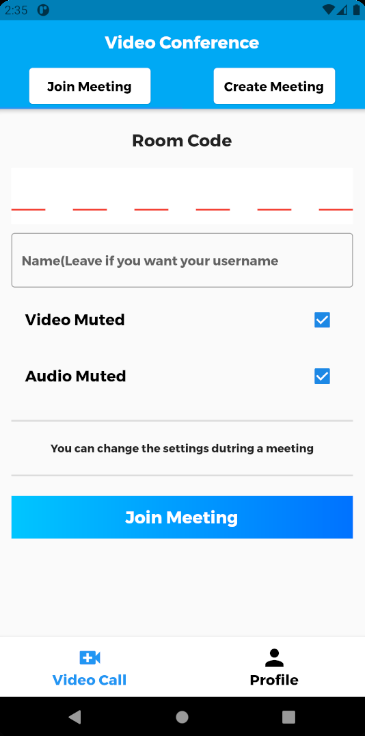 2:35
Video Conference
Join Meeting
Create Meeting
Room Code
Name(Leave if you want your username
Video Muted
Audio Muted
You can change the settings dutring a meeting
Join Meeting
Video Call
Profile